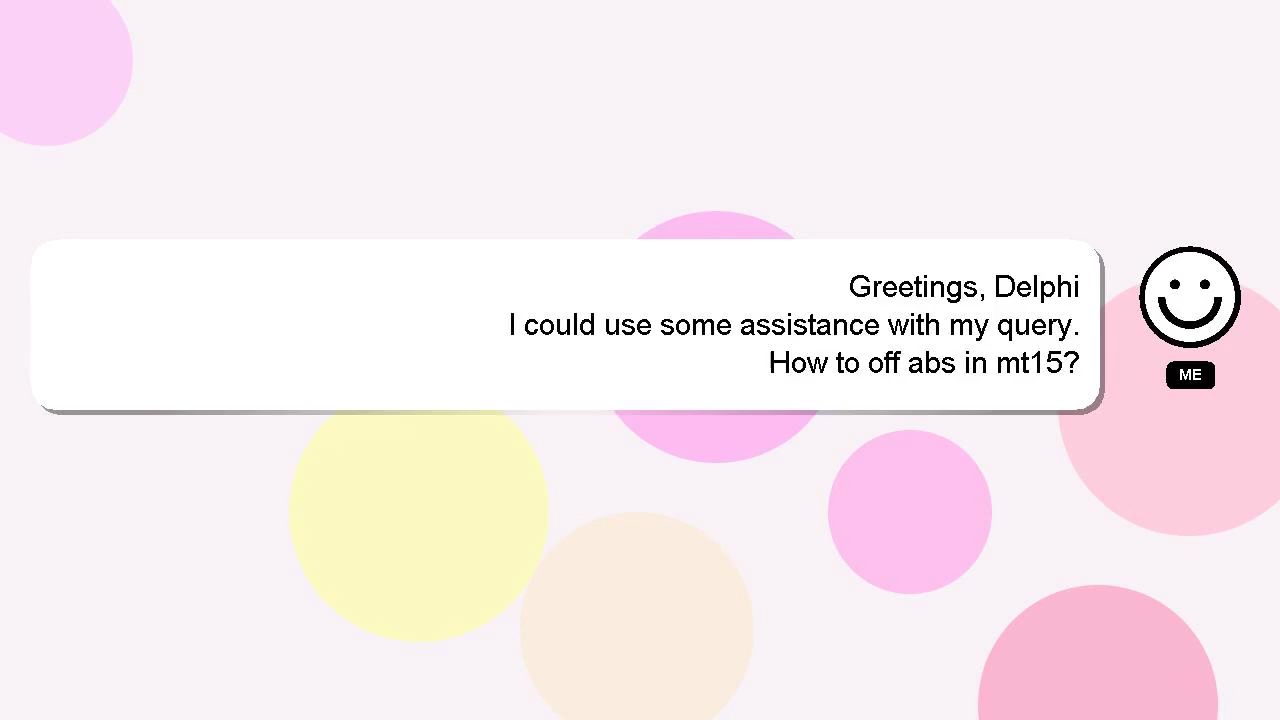 Greetings, Delphi
I could use some assistance with my query.
How to off abs in mt15?
ME